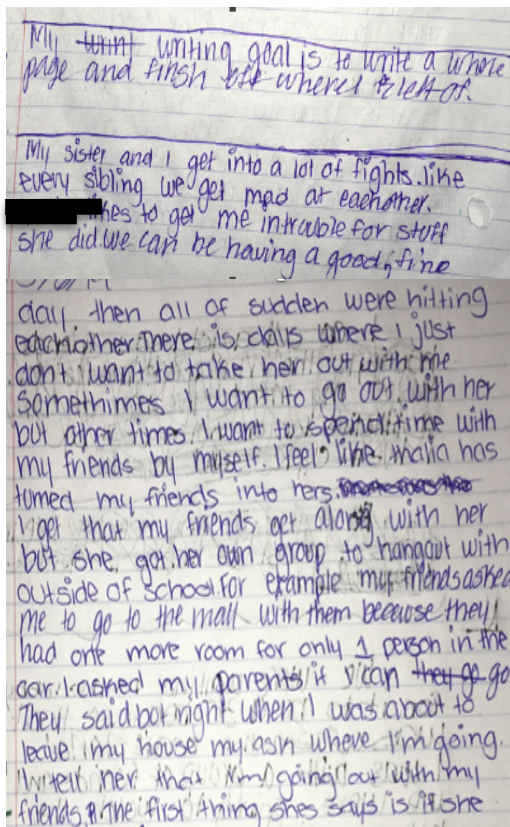 My writing goal is to write a whole
page and finsh off where I left of.
My sister and I get into a lot of fights. like
every sibling we get mad at eachother.
to get me intrubble for stuff
she did. we can be having a good, fine
day then all of sudden were hitting
eachother. There is days where I just
don't want to take her out with me.
Somethimes I want to go out with her
but other times I want to spend time with
my friends by myself. I feel like malia has
turned my friends into hers.
I get that my friends get along with her
but she got her own group to hangout with
outside of school. for example my friends asked
me to go to the mall with them because they
had one more room for only 1 person in the
car. I asked my parents if I can go
They said but right when I was about to
leave my house my asn where I'm going.
I tell her that I'm going out with my
friends the first thing shes says is if she